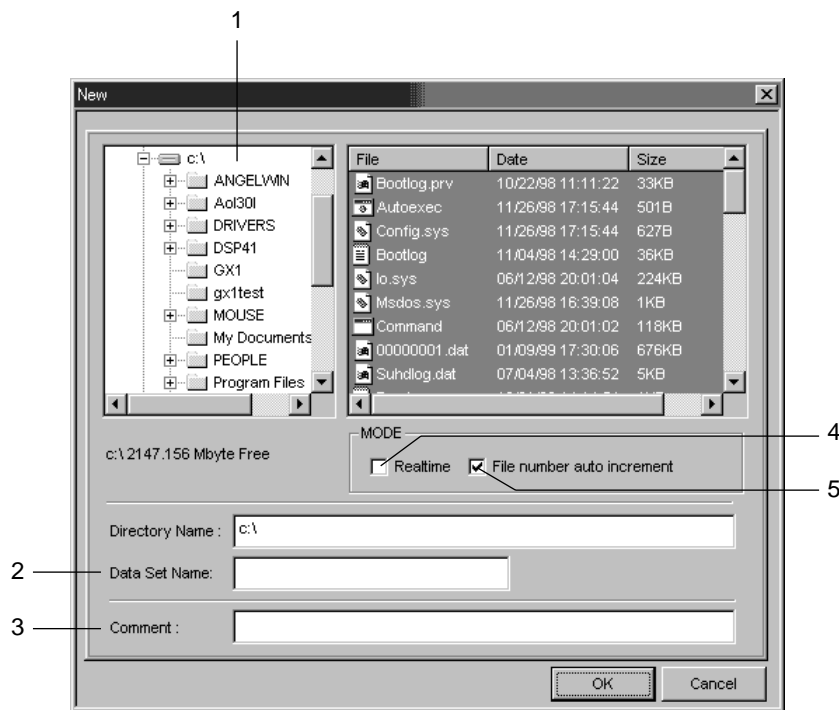 1
New
c:\
ANGELWIN
Aol30I
DRIVERS
DSP41
GX1
gx1test
MOUSE
My Documents
PEOPLE
Program Files
File Date Size
Bootlog.prv 10/22/98 11:11:22 33KB
Autoexec 11/26/98 17:15:44 501B
Config.sys 11/26/98 17:15:44 627B
Bootlog 11/04/98 14:29:00 36KB
Io.sys 06/12/98 20:01:04 224KB
Msdos.sys 11/26/98 16:39:08 1KB
Command 06/12/98 20:01:02 118KB
00000001.dat 01/09/99 17:30:06 676KB
Suhdlog.dat 07/04/98 13:36:52 5KB
c:\ 2147.156 Mbyte Free
MODE
4
Realtime File number auto increment
5
Directory Name : c:\
2 Data Set Name:
3 Comment :
OK Cancel